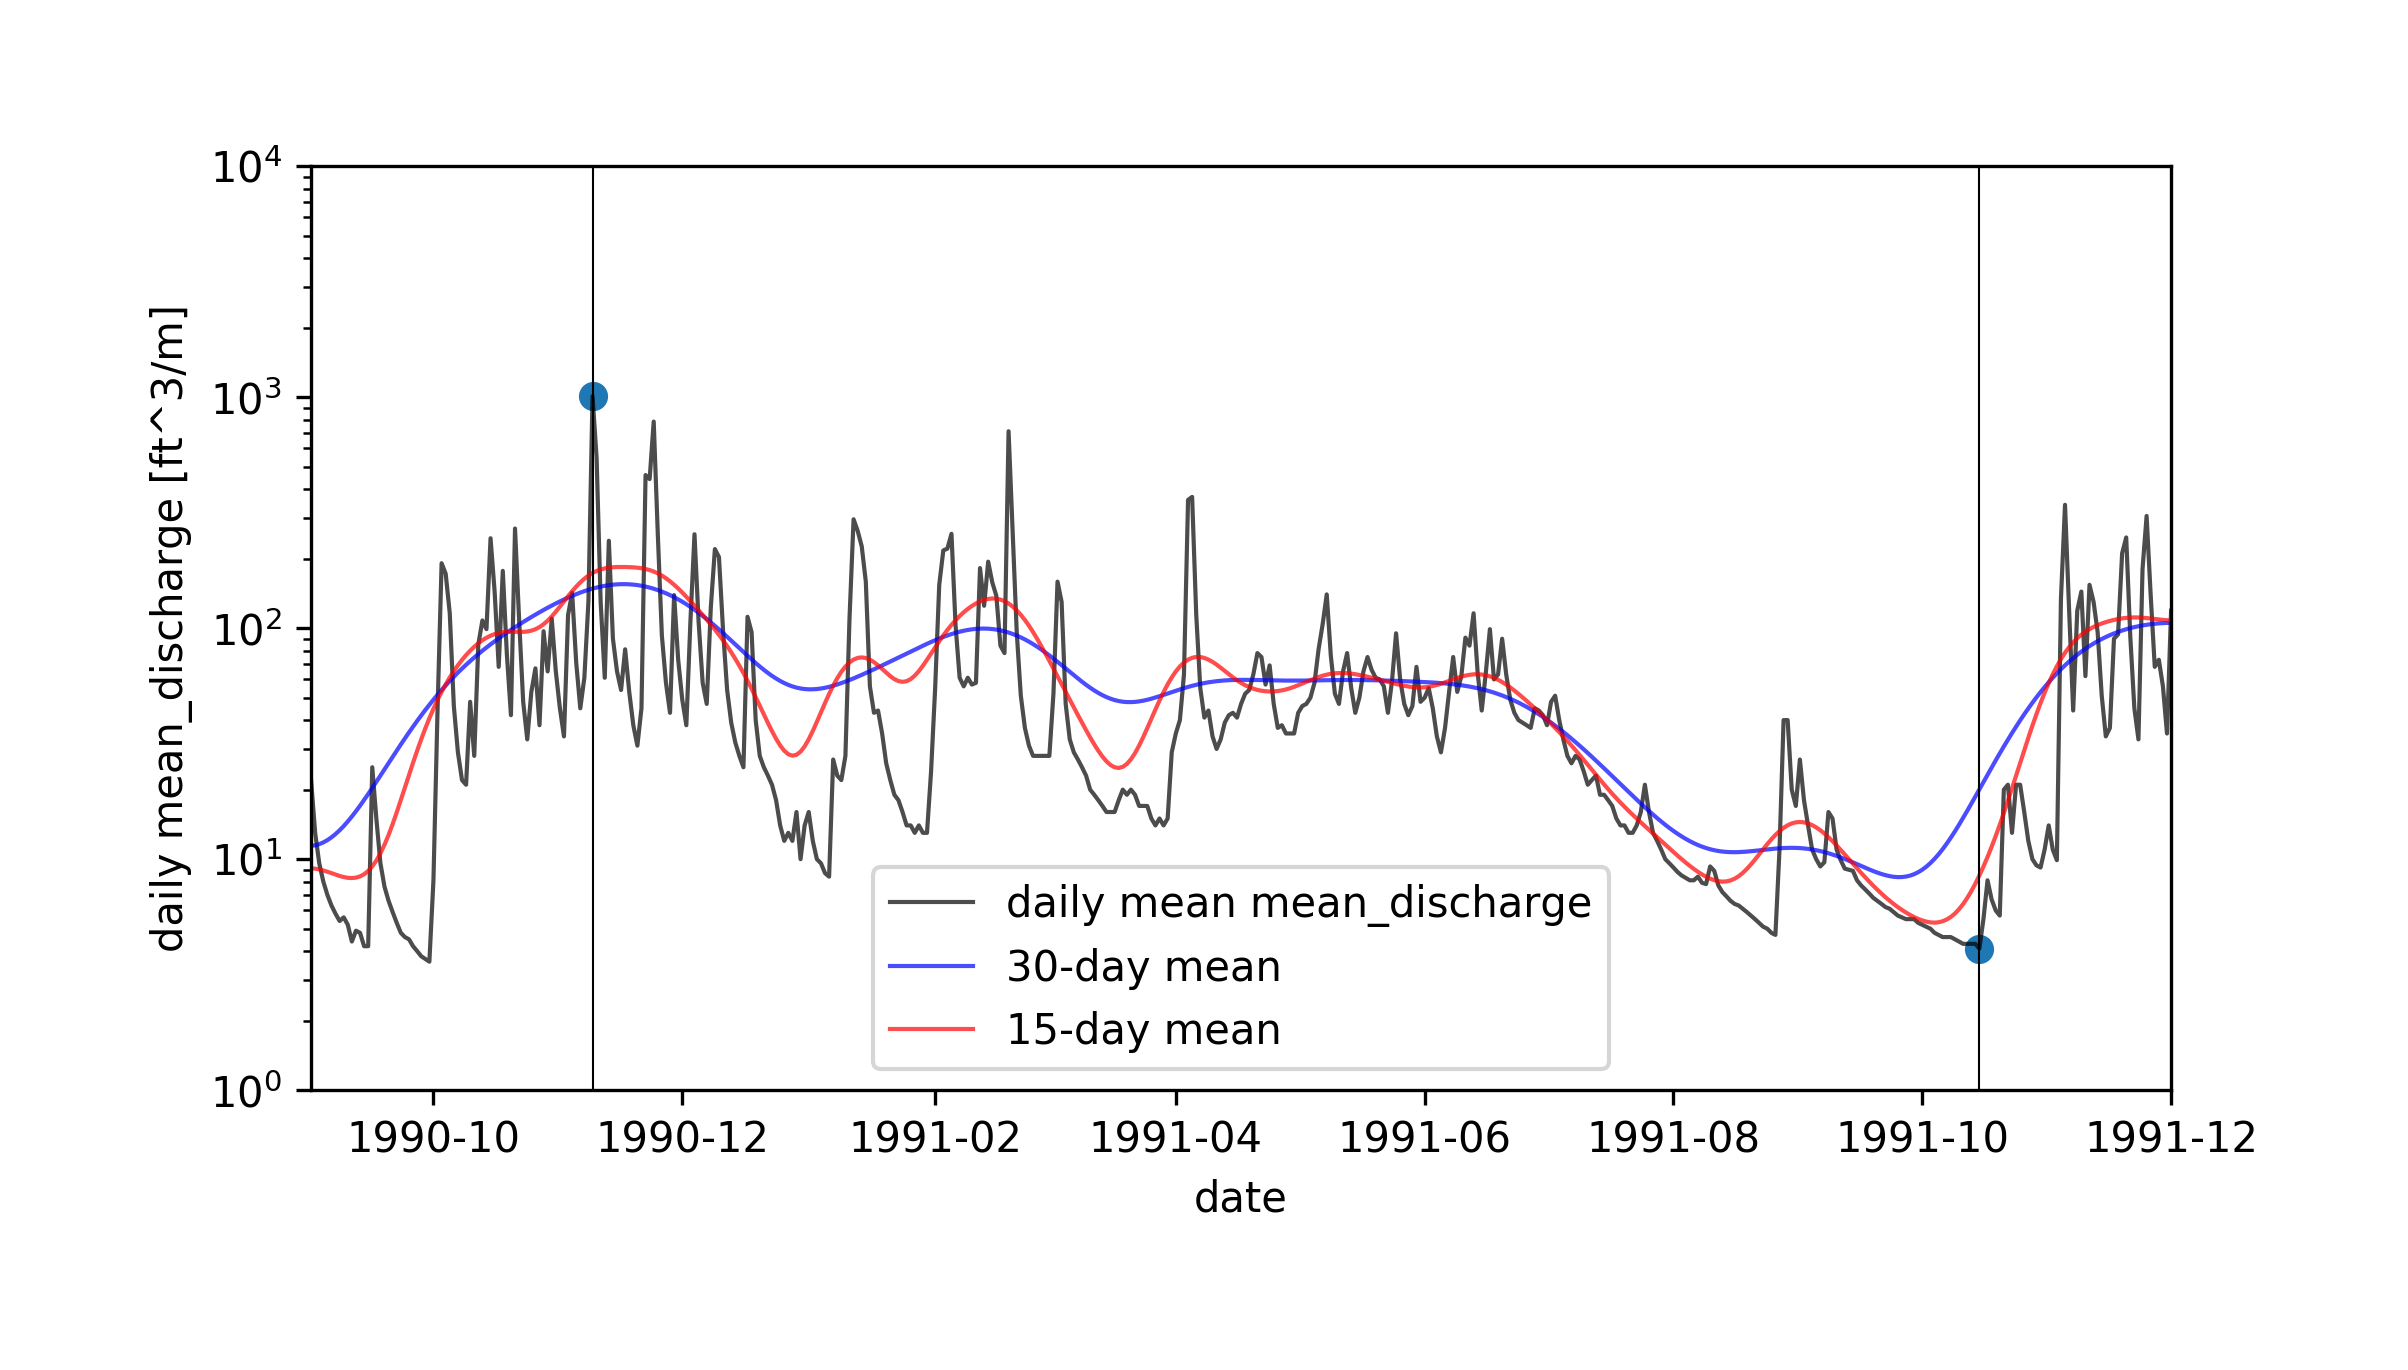 10^4
10^3
10^2
10^1
10^0
daily mean_discharge [ft^3/m]
daily mean mean_discharge
30-day mean
15-day mean
1990-10 1990-12 1991-02 1991-04 1991-06 1991-08 1991-10 1991-12
date